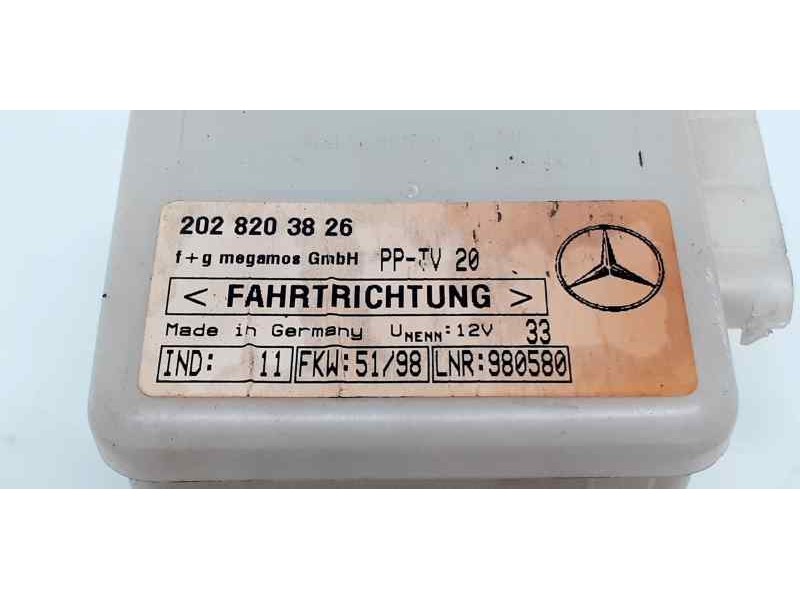 202 820 38 26
f+g megamos GmbH PP-TV 20
< FAHRTRICHTUNG >
Made in Germany UNENN:12V 33
IND: 11 FKW:51/98 LNR:980580